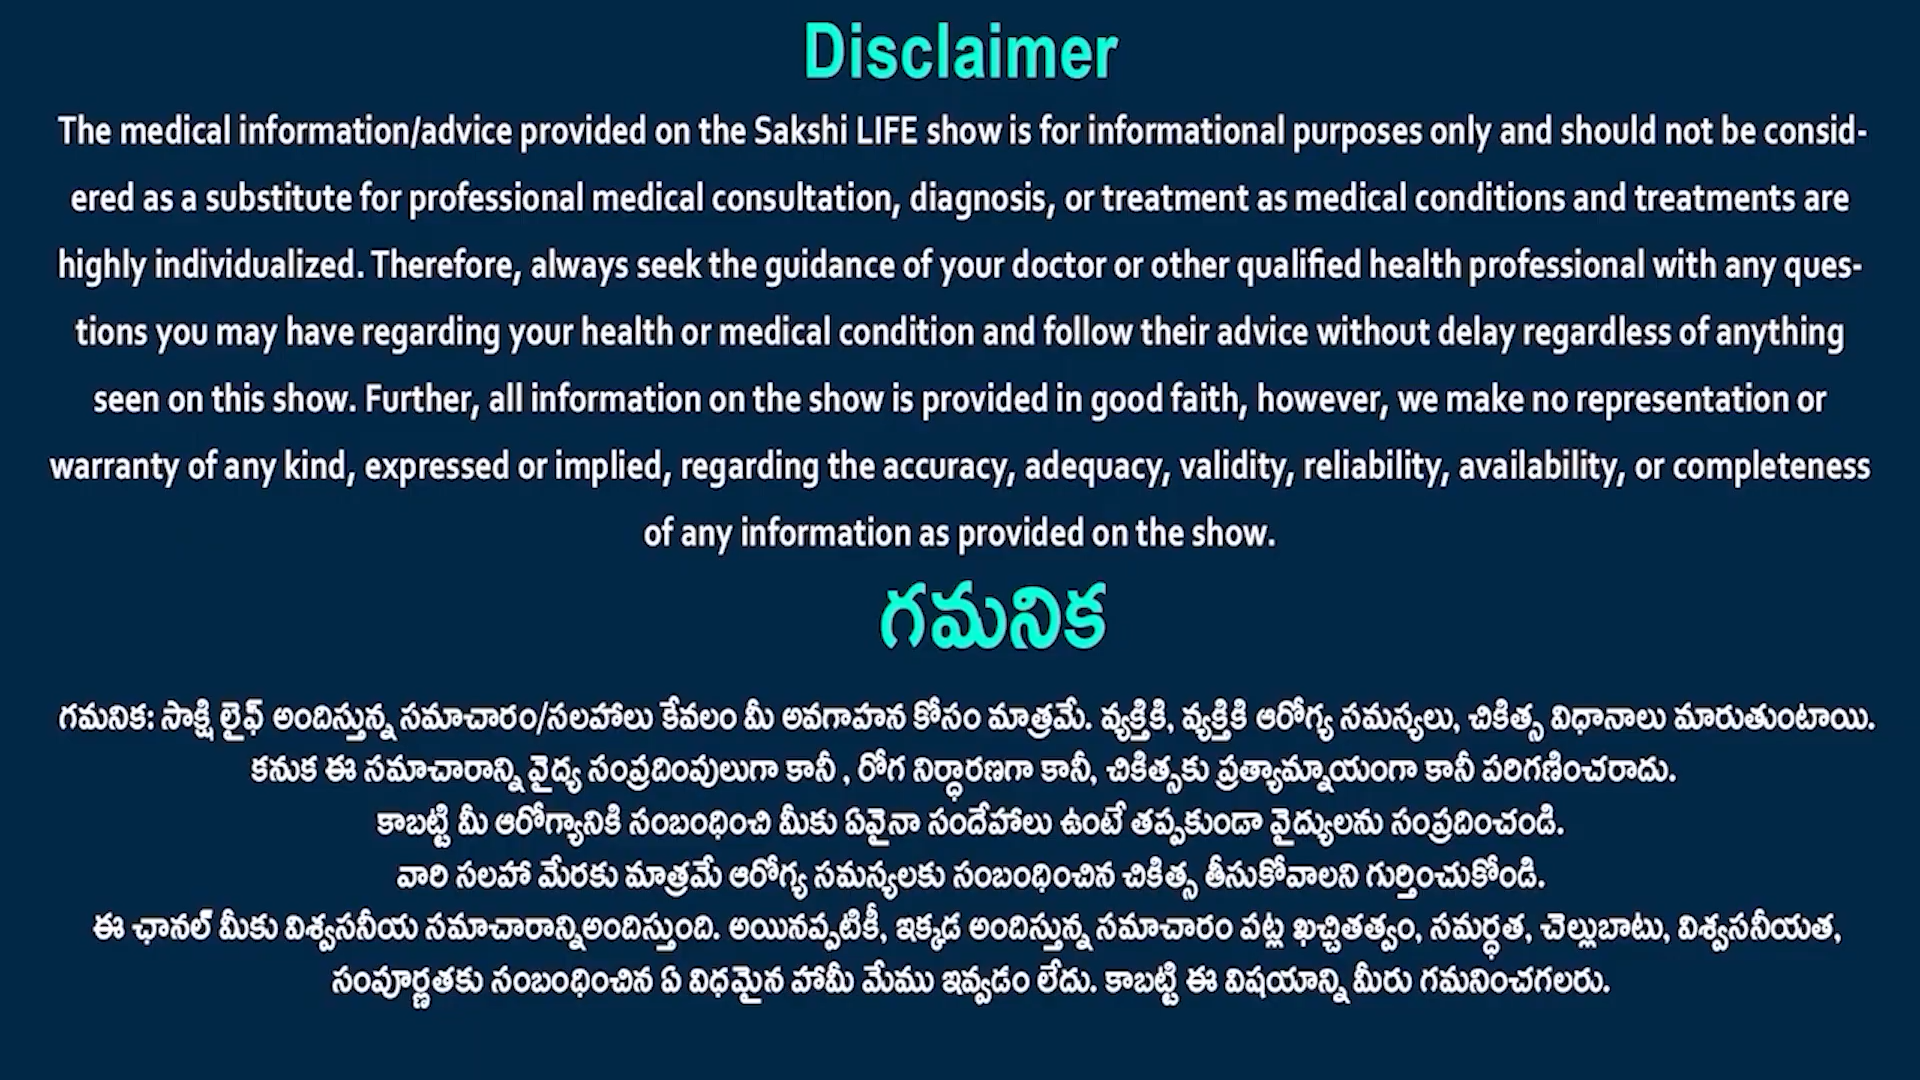 Disclaimer
The medical information/advice provided on the Sakshi LIFE show is for informational purposes only and should not be consid-
ered as a substitute for professional medical consultation, diagnosis, or treatment as medical conditions and treatments are
highly individualized. Therefore, always seek the guidance of your doctor or other qualified health professional with any ques-
tions you may have regarding your health or medical condition and follow their advice without delay regardless of anything
seen on this show. Further, all information on the show is provided in good faith, however, we make no representation or
warranty of any kind, expressed or implied, regarding the accuracy, adequacy, validity, reliability, availability, or completeness
of any information as provided on the show.
గమనిక
గమనిక: సాక్షి లైఫ్ అందిస్తున్న సమాచారం/సలహాలు కేవలం మీ అవగాహన కోసం మాత్రమే. వ్యక్తికి, వ్యక్తికి ఆరోగ్య సమస్యలు, చికిత్స విధానాలు మారుతుంటాయి.
కనుక ఈ సమాచారాన్ని వైద్య సంప్రదింపులుగా కానీ , రోగ నిర్ధారణగా కానీ, చికిత్సకు ప్రత్యామ్నాయంగా కానీ పరిగణించరాదు.
కాబట్టి మీ ఆరోగ్యానికి సంబంధించి మీకు ఏవైనా సందేహాలు ఉంటే తప్పకుండా వైద్యులను సంప్రదించండి.
వారి సలహా మేరకు మాత్రమే ఆరోగ్య సమస్యలకు సంబంధించిన చికిత్స తీసుకోవాలని గుర్తించుకోండి.
ఈ ఛానల్ మీకు విశ్వసనీయ సమాచారాన్నిఅందిస్తుంది. అయినప్పటికీ, ఇక్కడ అందిస్తున్న సమాచారం పట్ల ఖచ్చితత్వం, సమర్ధత, చెల్లుబాటు, విశ్వసనీయత,
సంపూర్ణతకు సంబంధించిన ఏ విధమైన హామీ మేము ఇవ్వడం లేదు. కాబట్టి ఈ విషయాన్ని మీరు గమనించగలరు.